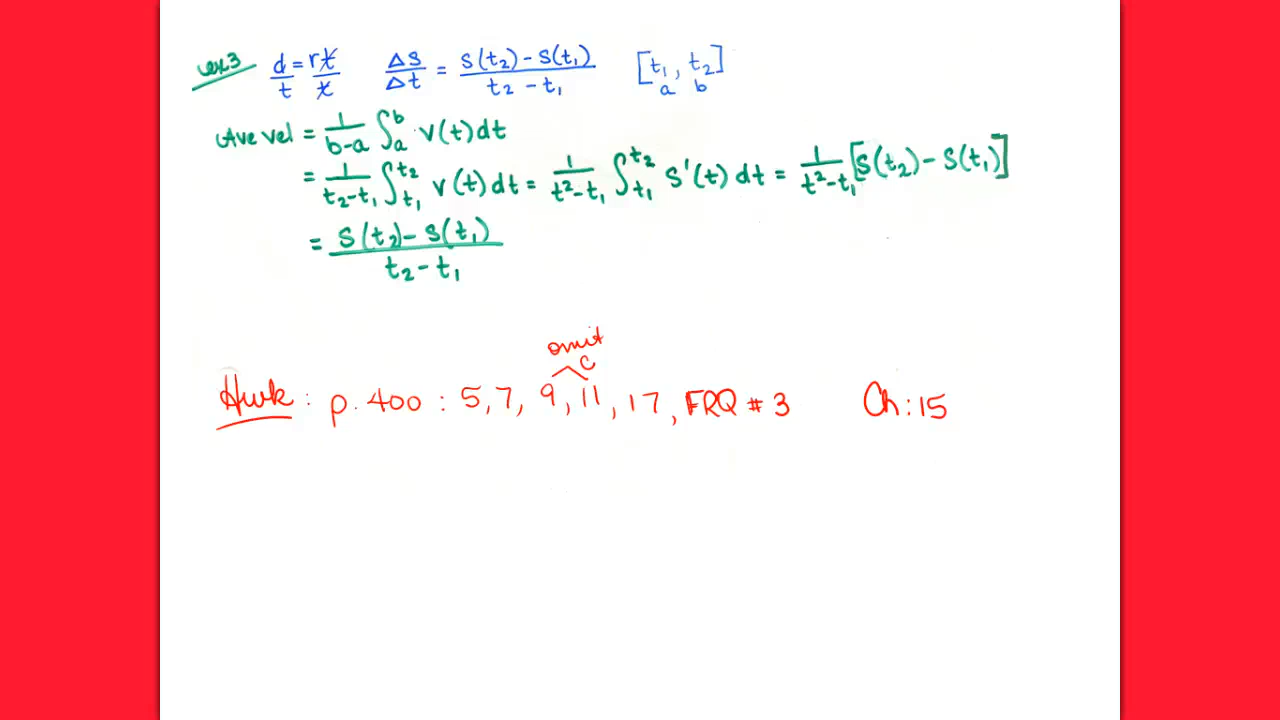 ex3 d/t = rt/t Δs/Δt = (s(t₂) - s(t₁))/(t₂ - t₁) [t₁, t₂]
a b
Ave vel = 1/(b-a) ∫ₐᵇ v(t) dt
= 1/(t₂-t₁) ∫_{t₁}^{t₂} v(t) dt = 1/(t²-t₁) ∫_{t₁}^{t₂} s'(t) dt = 1/(t²-t₁) [s(t₂) - s(t₁)]
= (s(t₂) - s(t₁))/(t₂ - t₁)
omit
C
Hwk: p. 400 : 5, 7, 9, 11, 17, FRQ # 3 Ch: 15